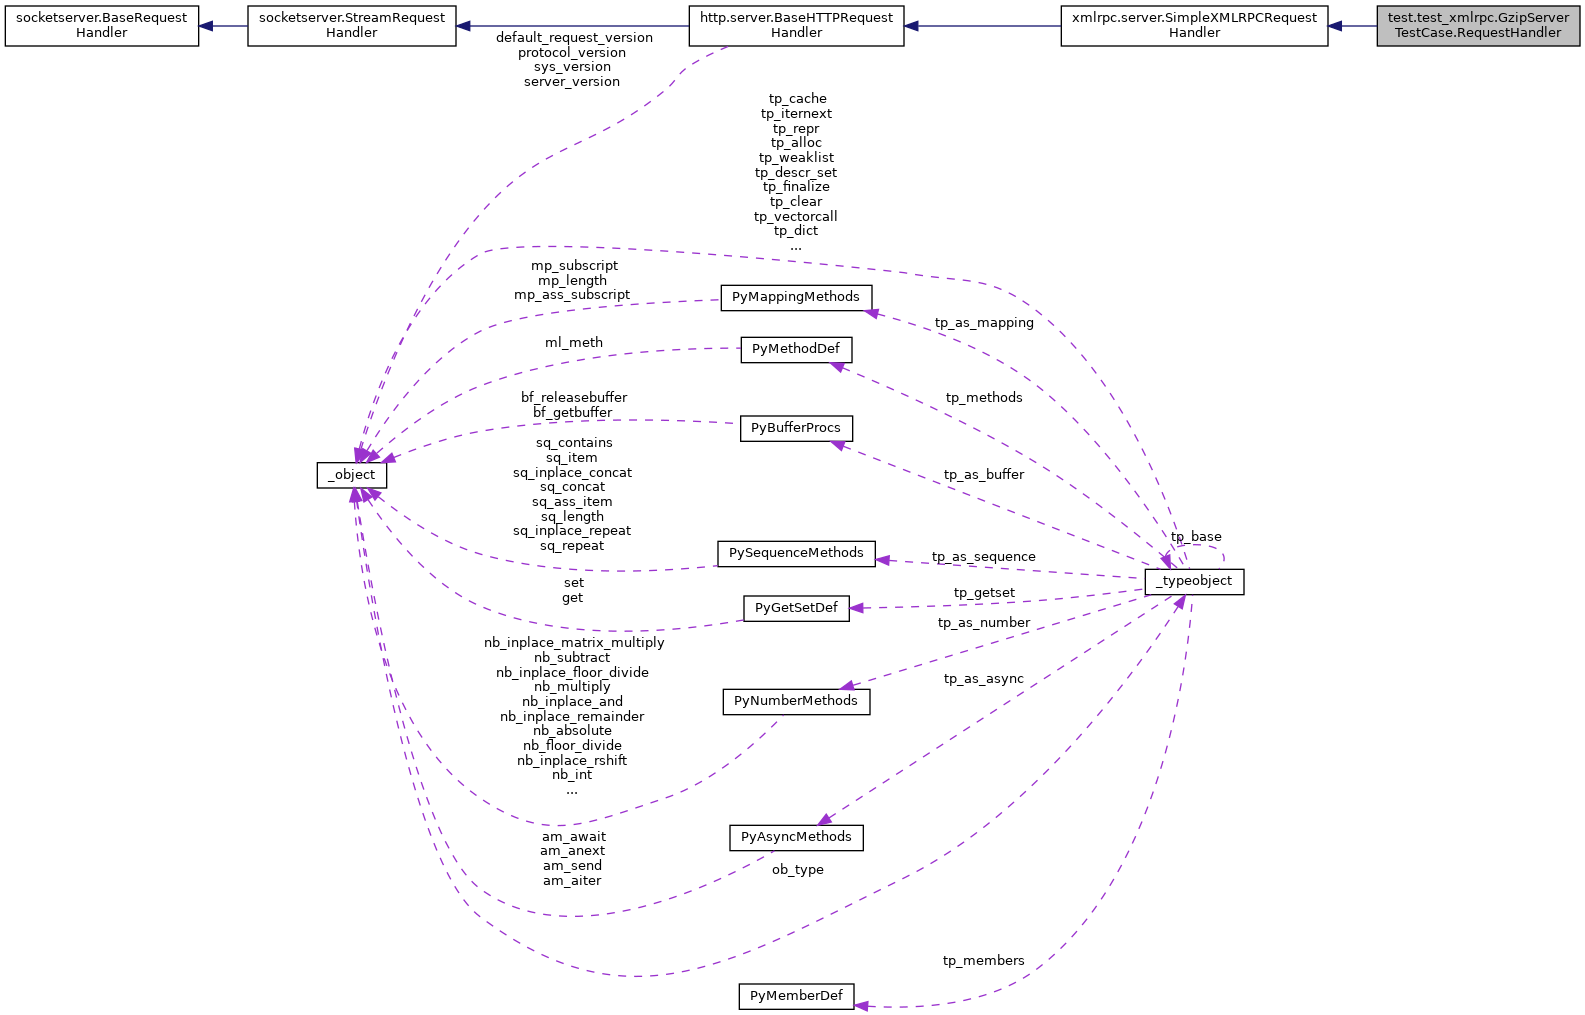 socketserver.BaseRequest
Handler
socketserver.StreamRequest
Handler
http.server.BaseHTTPRequest
Handler
xmlrpc.server.SimpleXMLRPCRequest
Handler
test.test_xmlrpc.GzipServer
TestCase.RequestHandler
default_request_version
protocol_version
sys_version
server_version
tp_cache
tp_iternext
tp_repr
tp_alloc
tp_weaklist
tp_descr_set
tp_finalize
tp_clear
tp_vectorcall
tp_dict
...
mp_subscript
mp_length
mp_ass_subscript
PyMappingMethods
tp_as_mapping
ml_meth
PyMethodDef
tp_methods
bf_releasebuffer
bf_getbuffer
PyBufferProcs
tp_as_buffer
_object
sq_contains
sq_item
sq_inplace_concat
sq_concat
sq_ass_item
sq_length
sq_inplace_repeat
sq_repeat
PySequenceMethods
tp_as_sequence
tp_base
_typeobject
set
get
PyGetSetDef
tp_getset
tp_as_number
nb_inplace_matrix_multiply
nb_subtract
nb_inplace_floor_divide
nb_multiply
nb_inplace_and
nb_inplace_remainder
nb_absolute
nb_floor_divide
nb_inplace_rshift
nb_int
...
PyNumberMethods
tp_as_async
am_await
am_anext
am_send
am_aiter
PyAsyncMethods
ob_type
tp_members
PyMemberDef